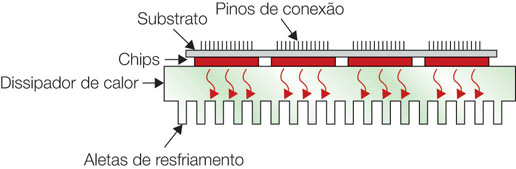 Pinos de conexão
Substrato
Chips
Dissipador de calor
Aletas de resfriamento